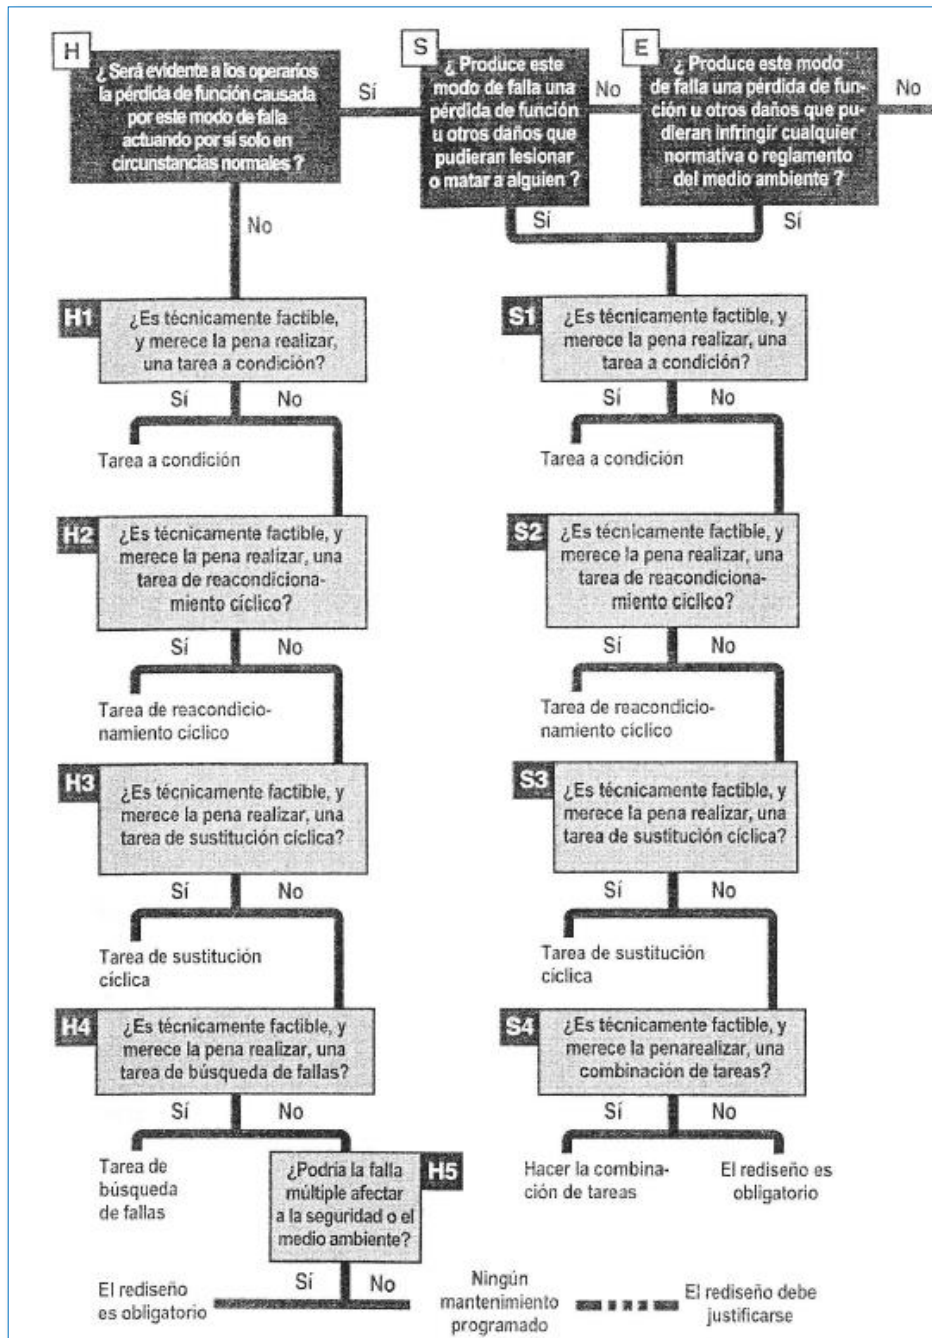 H
¿ Será evidente a los operarios
la pérdida de función causada
por este modo de falla
actuando por sí solo en
circunstancias normales ?
Sí
No
S
¿ Produce este
modo de falla una
pérdida de función
u otros daños que
pudieran lesionar
o matar a alguien ?
No
Sí
E
¿ Produce este modo
de falla una pérdida de fun-
ción u otros daños que pu-
dieran infringir cualquier
normativa o reglamento
del medio ambiente ?
No
Sí
H1
¿Es técnicamente factible,
y merece la pena realizar,
una tarea a condición?
Sí No
Tarea a condición
H2
¿Es técnicamente factible, y
merece la pena realizar, una
tarea de reacondiciona-
miento cíclico?
Sí No
Tarea de reacondicio-
namiento cíclico
H3
¿Es técnicamente factible, y
merece la pena realizar, una
tarea de sustitución cíclica?
Sí No
Tarea de sustitución
cíclica
H4
¿Es técnicamente factible, y
merece la pena realizar, una
tarea de búsqueda de fallas?
Sí No
Tarea de
búsqueda
de fallas
H5
¿Podría la falla
múltiple afectar
a la seguridad o el
medio ambiente?
Sí No
El rediseño
es obligatorio
Ningún
mantenimiento
programado
El rediseño debe
justificarse
S1
¿Es técnicamente factible, y
merece la pena realizar, una
tarea a condición?
Sí No
Tarea a condición
S2
¿Es técnicamente factible, y
merece la pena realizar, una
tarea de reacondiciona-
miento cíclico?
Sí No
Tarea de reacondicio-
namiento cíclico
S3
¿Es técnicamente factible, y
merece la pena realizar, una
tarea de sustitución cíclica?
Sí No
Tarea de sustitución
cíclica
S4
¿Es técnicamente factible, y
merece la penarealizar, una
combinación de tareas?
Sí No
Hacer la combina-
ción de tareas
El rediseño es
obligatorio